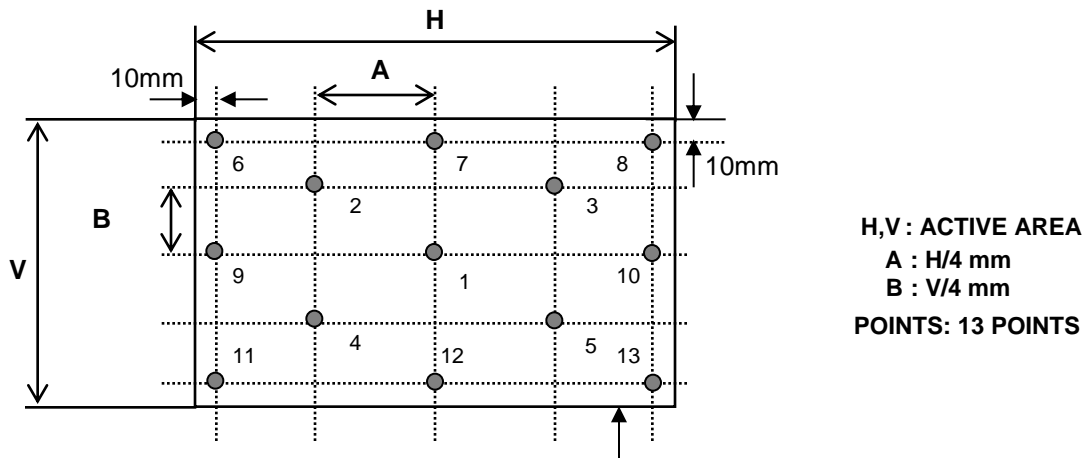 H
A
10mm
6
7
8
10mm
2
3
B
V
9
1
10
4
5
11
12
13
H,V : ACTIVE AREA
A : H/4 mm
B : V/4 mm
POINTS: 13 POINTS